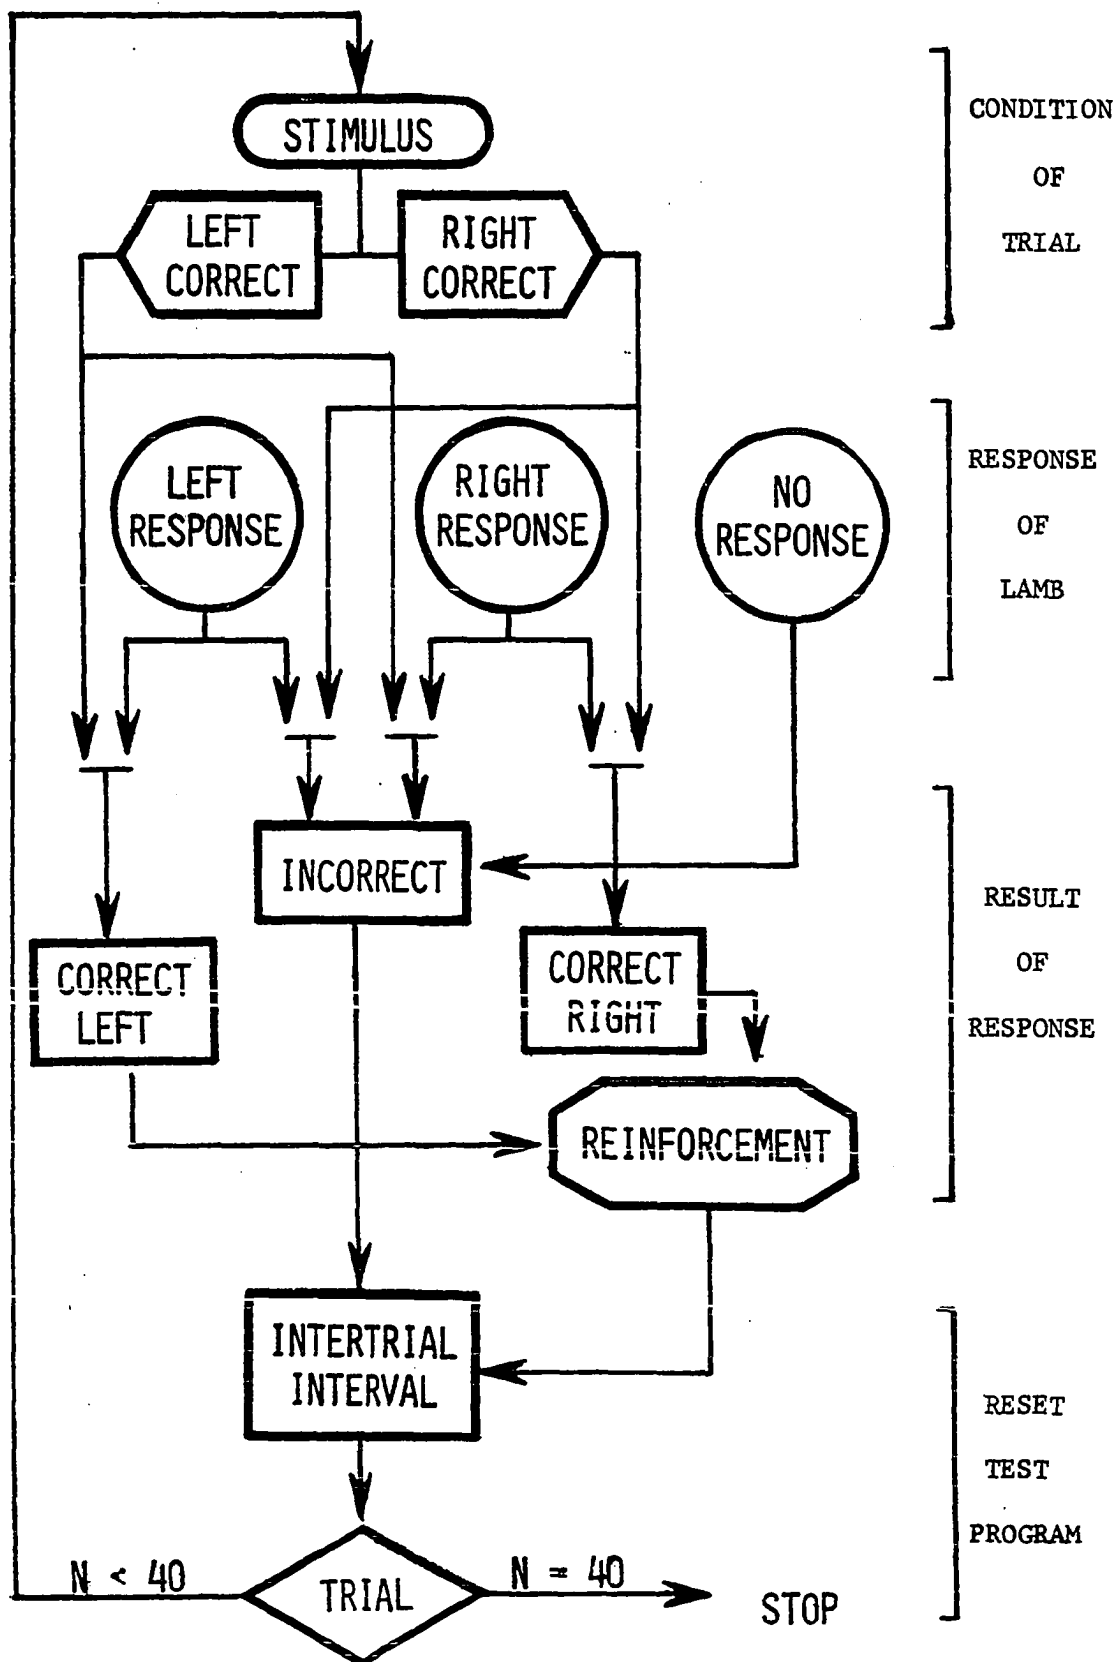 STIMULUS
LEFT
CORRECT
RIGHT
CORRECT
CONDITION
OF
TRIAL
LEFT
RESPONSE
RIGHT
RESPONSE
NO
RESPONSE
RESPONSE
OF
LAMB
INCORRECT
CORRECT
LEFT
CORRECT
RIGHT
REINFORCEMENT
RESULT
OF
RESPONSE
INTERTRIAL
INTERVAL
N < 40
TRIAL
N = 40
STOP
RESET
TEST
PROGRAM